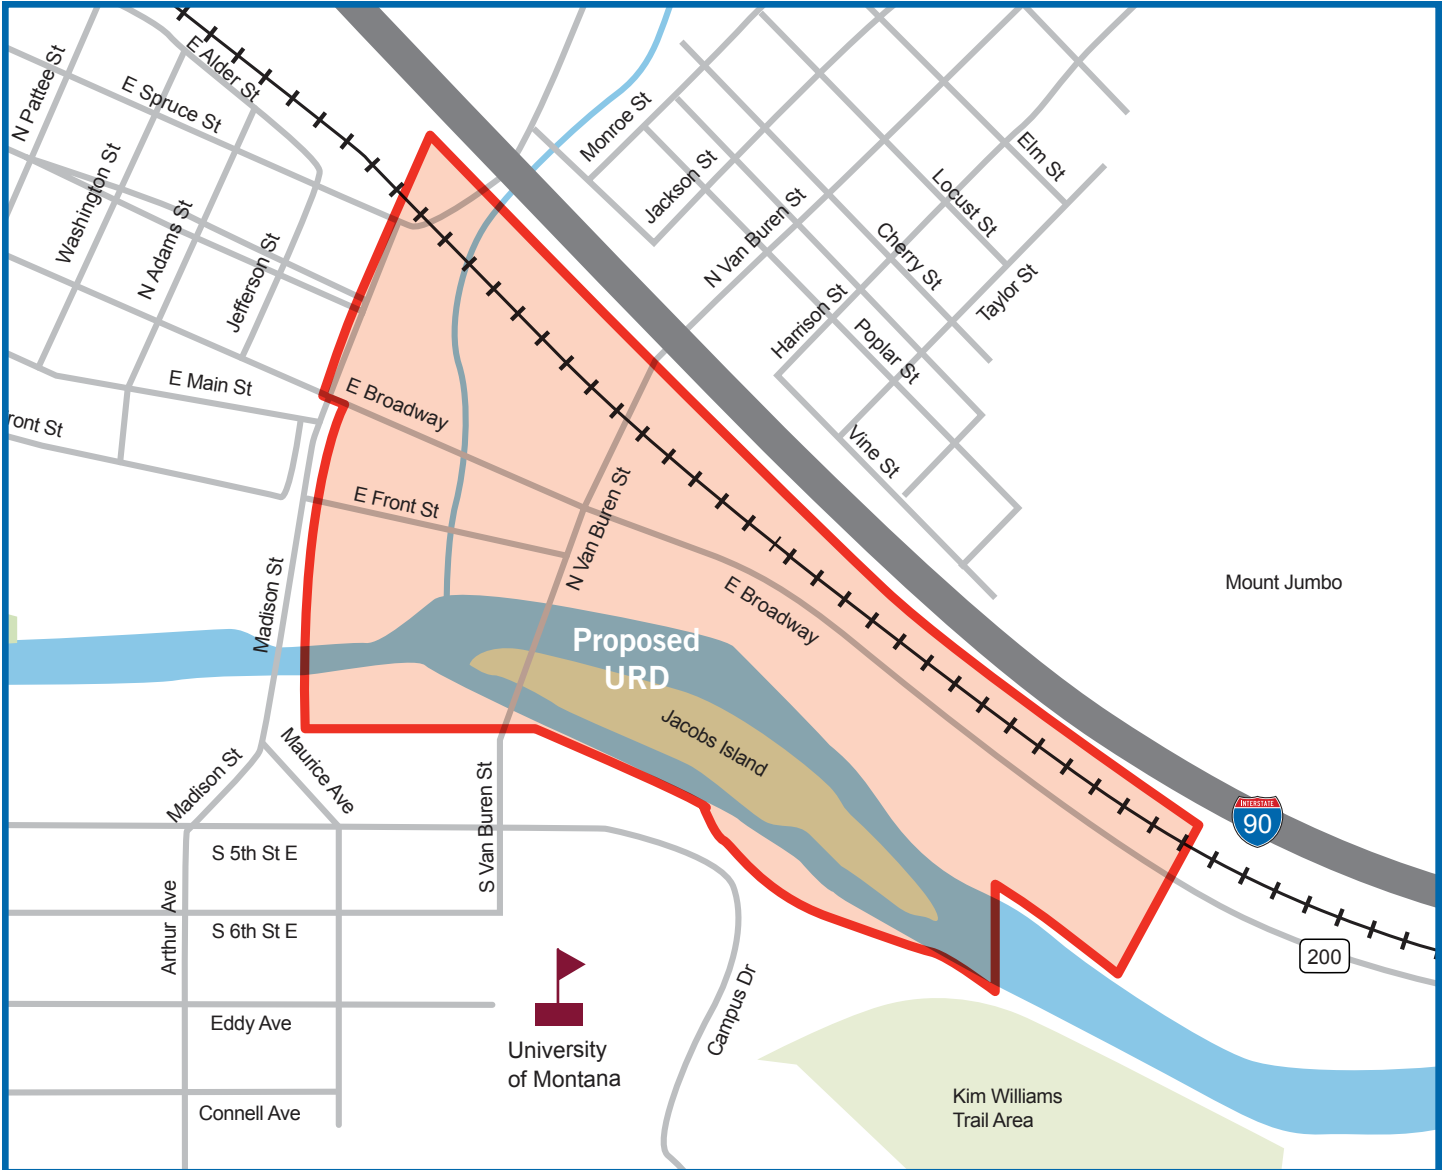 N Pattee St
E Alder St
E Spruce St
Washington St
N Adams St
Jefferson St
E Main St
ront St
E Broadway
E Front St
Monroe St
Jackson St
N Van Buren St
Harrison St
Elm St
Locust St
Cherry St
Taylor St
Poplar St
Vine St
N Van Buren St
E Broadway
Mount Jumbo
Madison St
Proposed
URD
Jacobs Island
Madison St
Maurice Ave
S Van Buren St
S 5th St E
Arthur Ave
S 6th St E
Eddy Ave
Connell Ave
University
of Montana
Campus Dr
INTERSTATE
90
200
Kim Williams
Trail Area